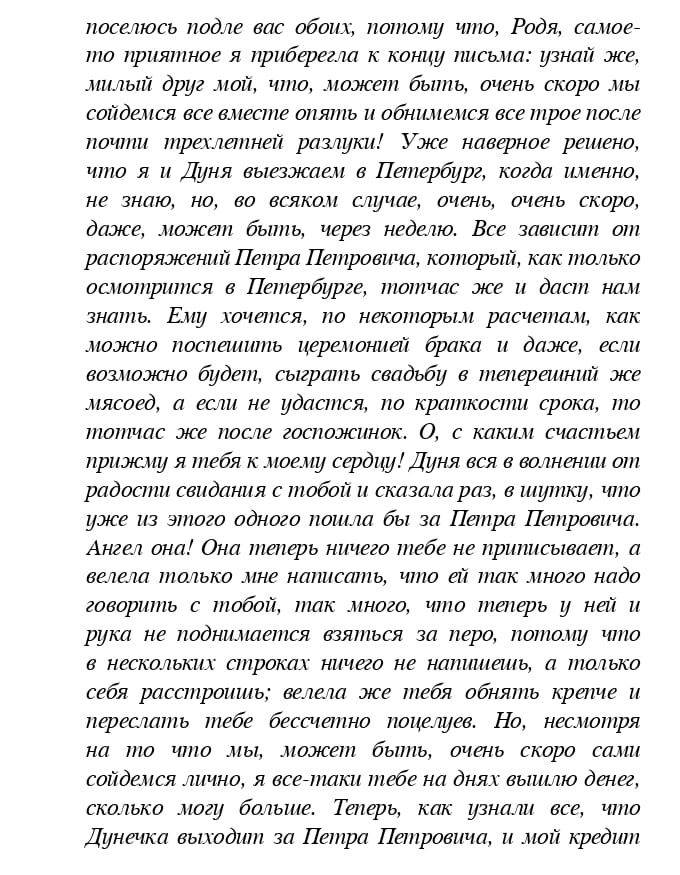 поселюсь подле вас обоих, потому что, Родя, самое-
то приятное я приберегла к концу письма: узнай же,
милый друг мой, что, может быть, очень скоро мы
сойдемся все вместе опять и обнимемся все трое после
почти трехлетней разлуки! Уже наверное решено,
что я и Дуня выезжаем в Петербург, когда именно,
не знаю, но, во всяком случае, очень, очень скоро,
даже, может быть, через неделю. Все зависит от
распоряжений Петра Петровича, который, как только
осмотрится в Петербурге, тотчас же и даст нам
знать. Ему хочется, по некоторым расчетам, как
можно поспешить церемонией брака и даже, если
возможно будет, сыграть свадьбу в теперешний же
мясоед, а если не удастся, по краткости срока, то
тотчас же после госпожинок. О, с каким счастьем
прижму я тебя к моему сердцу! Дуня вся в волнении от
радости свидания с тобой и сказала раз, в шутку, что
уже из этого одного пошла бы за Петра Петровича.
Ангел она! Она теперь ничего тебе не приписывает, а
велела только мне написать, что ей так много надо
говорить с тобой, так много, что теперь у ней и
рука не поднимается взяться за перо, потому что
в нескольких строках ничего не напишешь, а только
себя расстроишь; велела же тебя обнять крепче и
переслать тебе бессчетно поцелуев. Но, несмотря
на то что мы, может быть, очень скоро сами
сойдемся лично, я все-таки тебе на днях вышлю денег,
сколько могу больше. Теперь, как узнали все, что
Дунечка выходит за Петра Петровича, и мой кредит